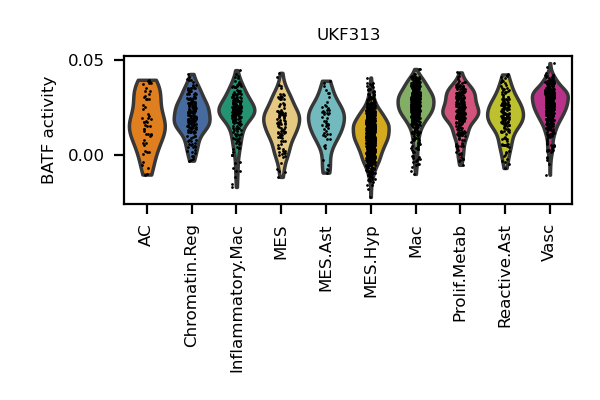 UKF313
BATF activity
0.05
0.00
AC
Chromatin.Reg
Inflammatory.Mac
MES
MES.Ast
MES.Hyp
Mac
Prolif.Metab
Reactive.Ast
Vasc